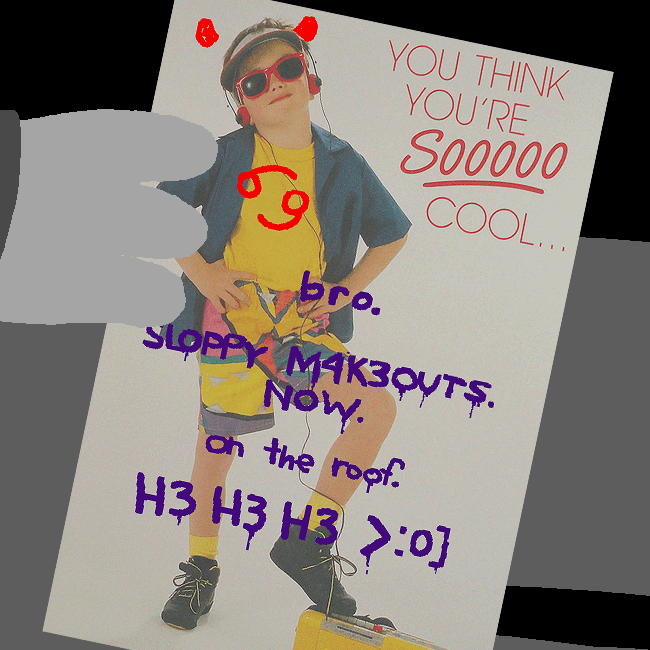 YOU THINK
YOU'RE
SOOOOO
COOL...
bro.
SLOPPY M4K3OUTS.
NOW.
on the roof.
H3 H3 H3 >:o]